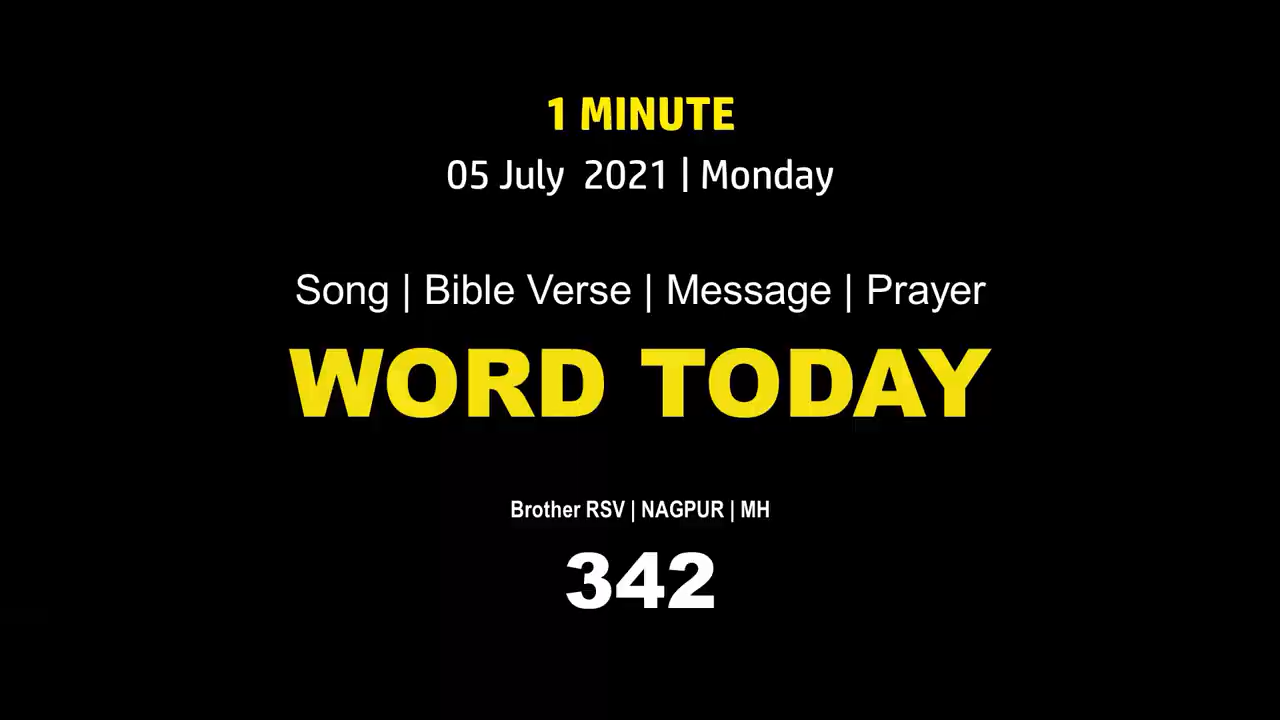 1 MINUTE
05 July 2021 | Monday
Song | Bible Verse | Message | Prayer
WORD TODAY
Brother RSV | NAGPUR | MH
342